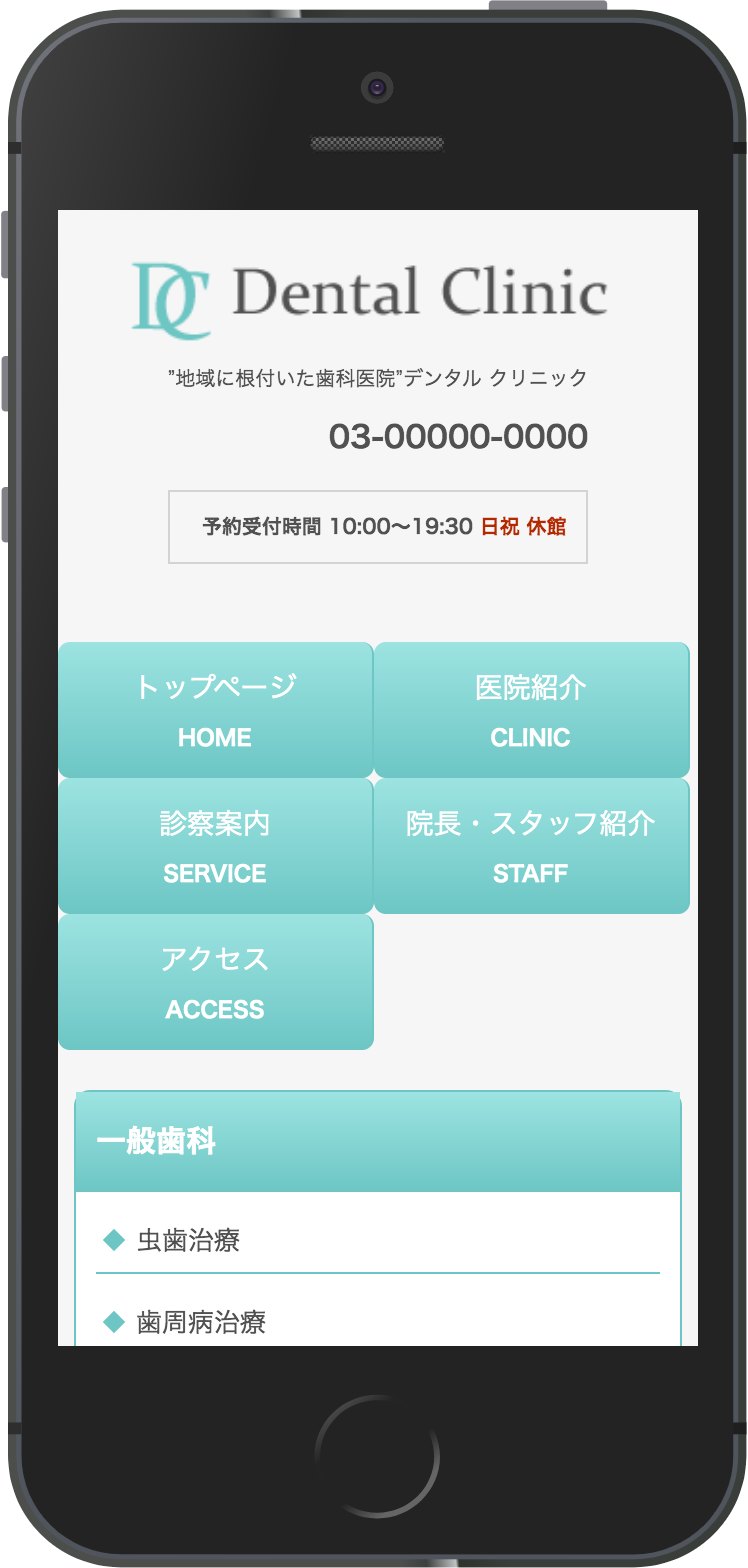 DC Dental Clinic
”地域に根付いた歯科医院”デンタル クリニック
03-00000-0000
予約受付時間 10:00〜19:30 日祝 休館
トップページ
HOME
医院紹介
CLINIC
診察案内
SERVICE
院長・スタッフ紹介
STAFF
アクセス
ACCESS
一般歯科
◆ 虫歯治療
◆ 歯周病治療